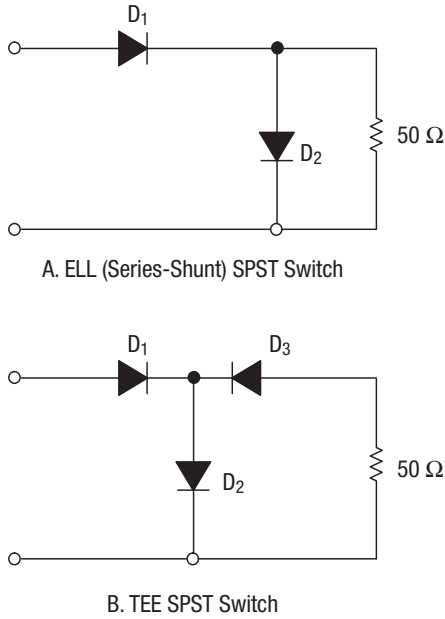 D₁
D₂
50 Ω
A. ELL (Series-Shunt) SPST Switch
D₁
D₃
D₂
50 Ω
B. TEE SPST Switch